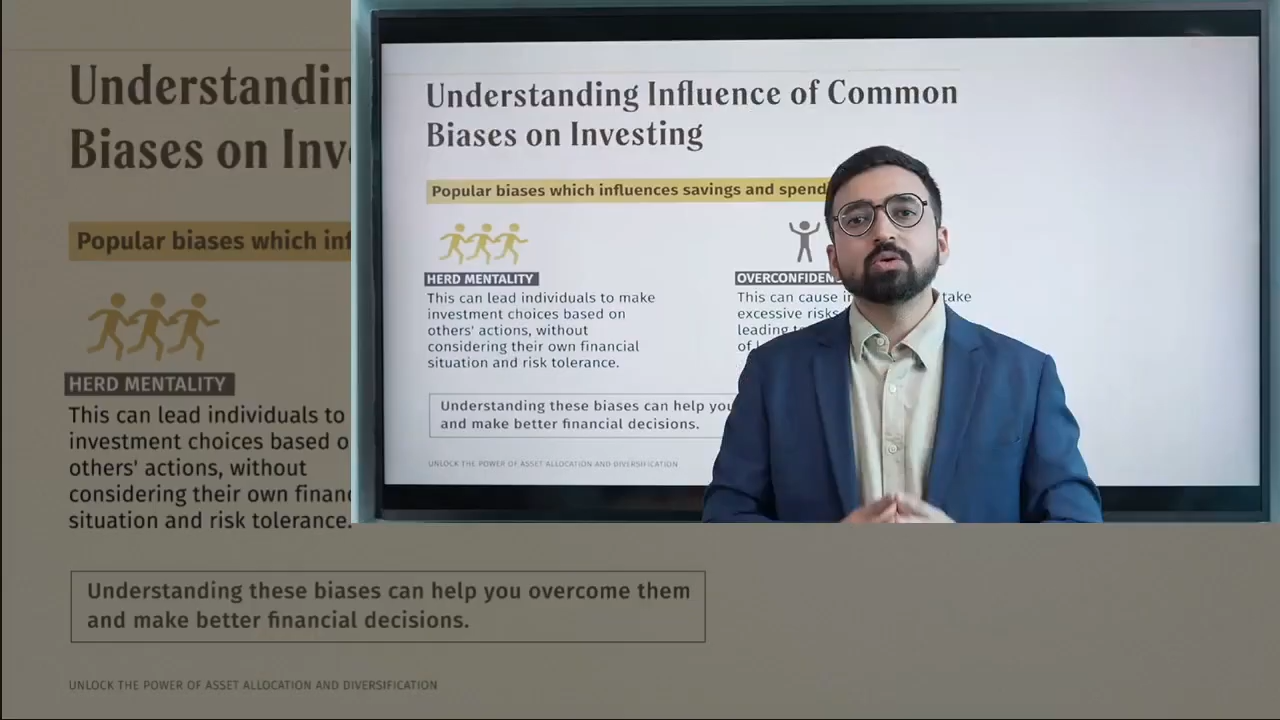 Understandin
Biases on Inv
Popular biases which inf
HERD MENTALITY
This can lead individuals to
investment choices based o
others' actions, without
considering their own financ
situation and risk tolerance.
Understanding these biases can help you overcome them
and make better financial decisions.
UNLOCK THE POWER OF ASSET ALLOCATION AND DIVERSIFICATION
Understanding Influence of Common
Biases on Investing
Popular biases which influences savings and spend
HERD MENTALITY
This can lead individuals to make
investment choices based on
others' actions, without
considering their own financial
situation and risk tolerance.
OVERCONFIDEN
This can cause in take
excessive risks
leading to
of
Understanding these biases can help you
and make better financial decisions.
UNLOCK THE POWER OF ASSET ALLOCATION AND DIVERSIFICATION